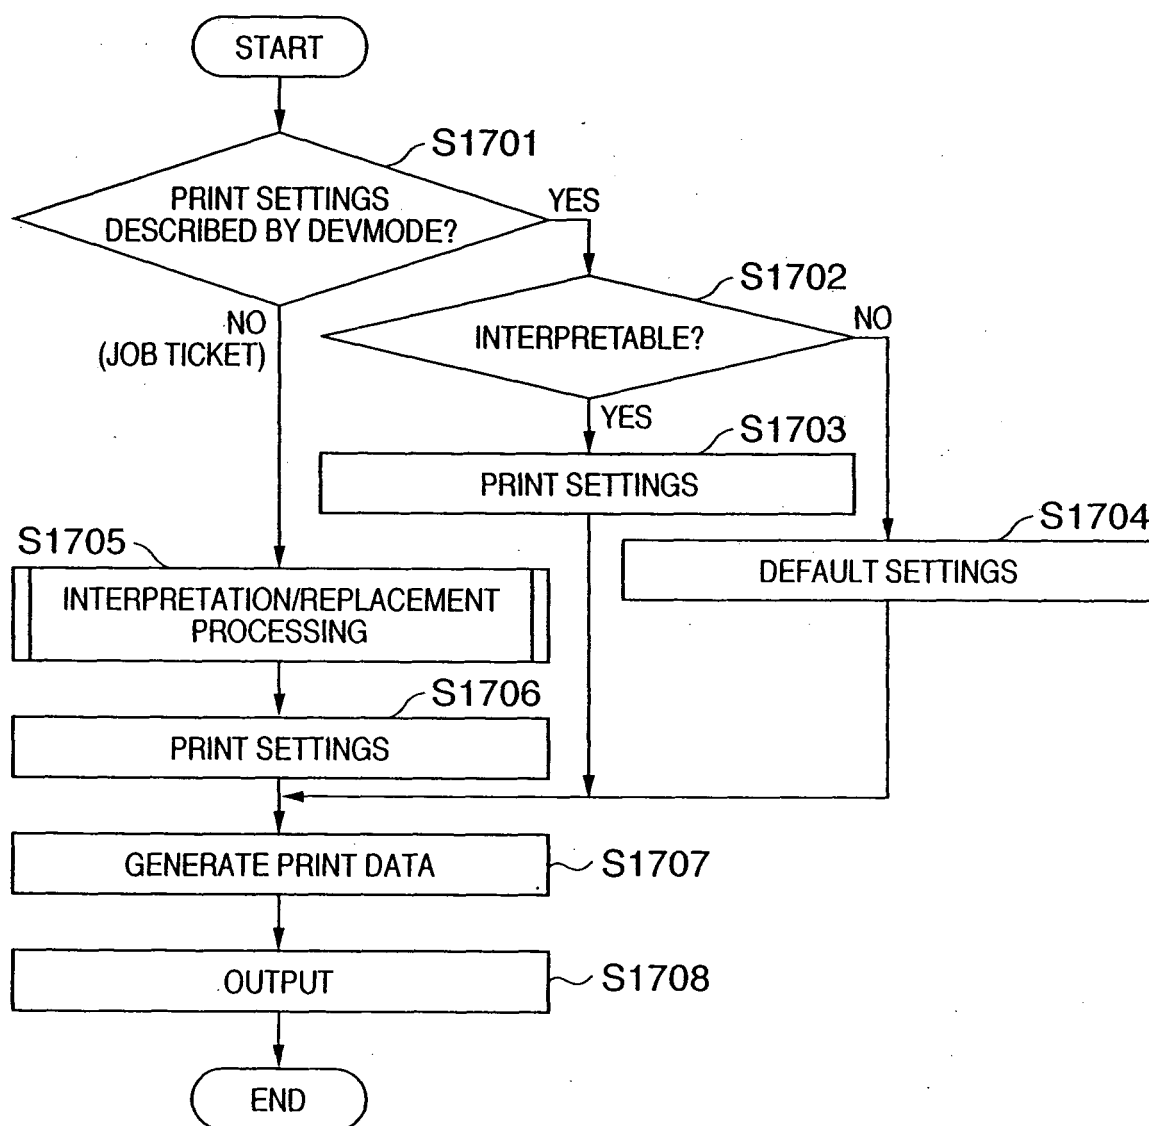 START
S1701
PRINT SETTINGS
DESCRIBED BY DEVMODE?
YES
S1702
NO
(JOB TICKET)
INTERPRETABLE?
NO
YES
S1703
PRINT SETTINGS
S1704
DEFAULT SETTINGS
S1705
INTERPRETATION/REPLACEMENT
PROCESSING
S1706
PRINT SETTINGS
GENERATE PRINT DATA
S1707
OUTPUT
S1708
END